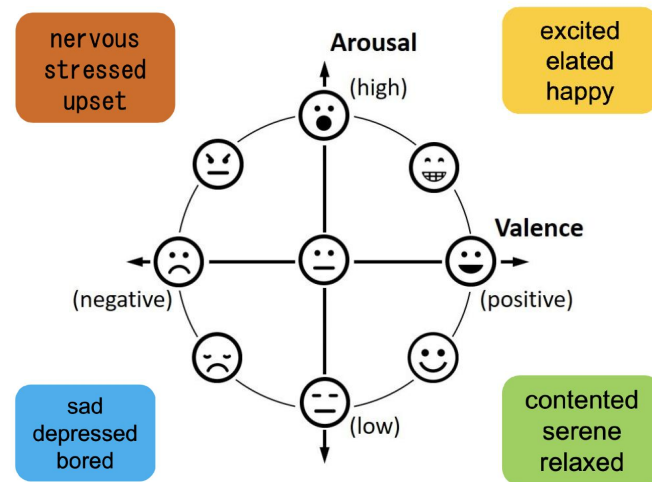 nervous
stressed
upset
Arousal
(high)
excited
elated
happy
Valence
(negative)
(positive)
sad
depressed
bored
(low)
contented
serene
relaxed